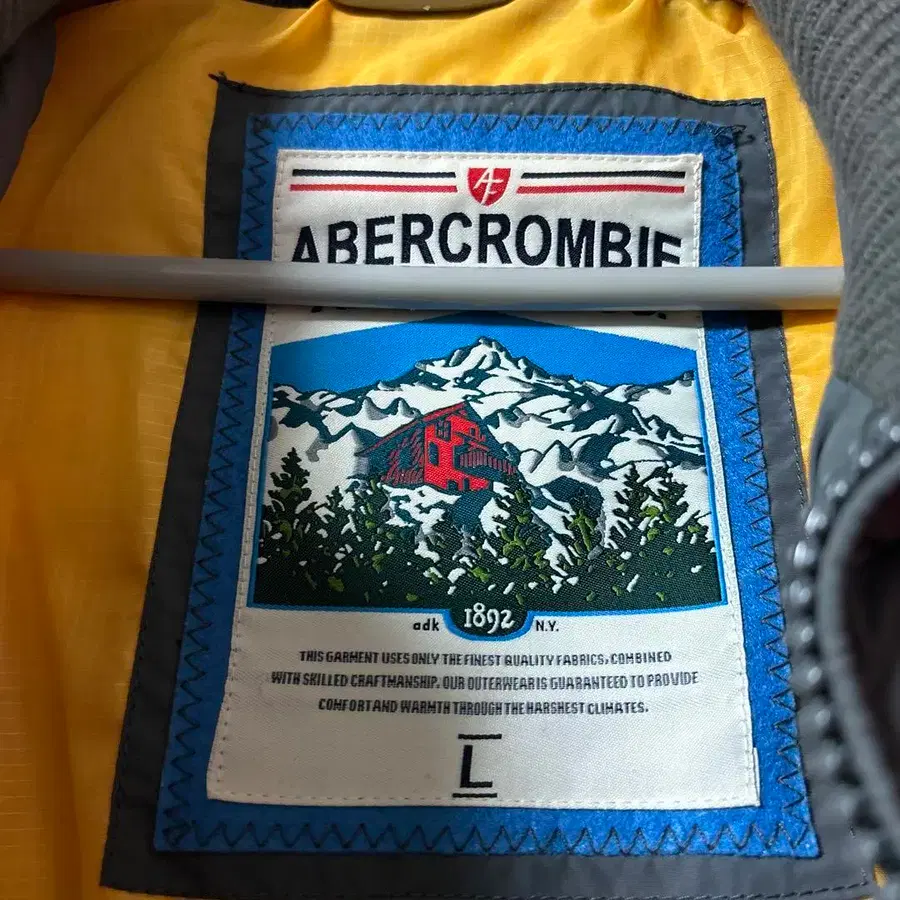 AF
ABERCROMBIE
adk 1892 N.Y.
THIS GARMENT USES ONLY THE FINEST QUALITY FABRICS, COMBINED
WITH SKILLED CRAFTMANSHIP. OUR OUTERWEAR IS GUARANTEED TO PROVIDE
COMFORT AND WARMTH THROUGH THE HARSHEST CLIMATES.
L